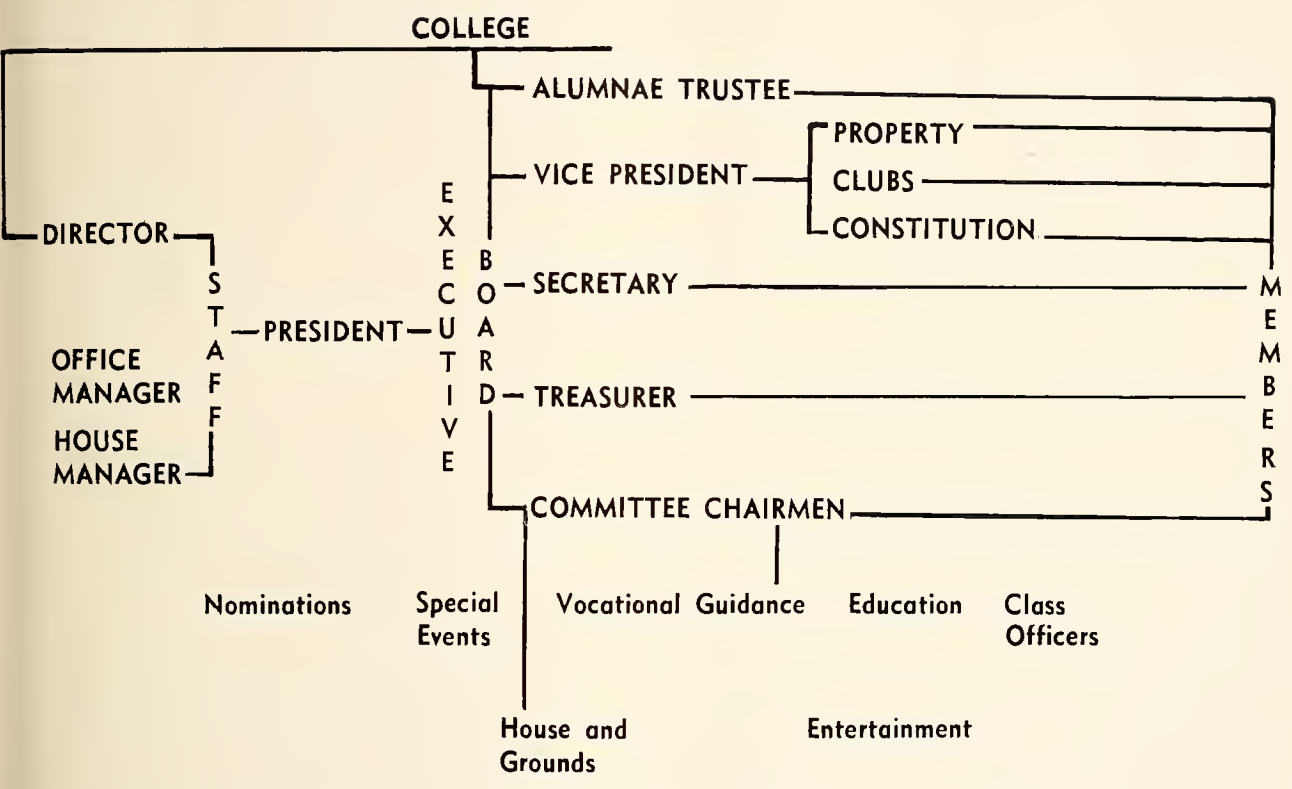 COLLEGE
ALUMNAE TRUSTEE
PROPERTY
VICE PRESIDENT
CLUBS
CONSTITUTION
DIRECTOR
STAFF
OFFICE
MANAGER
HOUSE
MANAGER
PRESIDENT
EXECUTIVE
BOARD
SECRETARY
TREASURER
COMMITTEE CHAIRMEN
MEMBERS
Nominations
Special
Events
Vocational Guidance
Education
Class
Officers
House and
Grounds
Entertainment